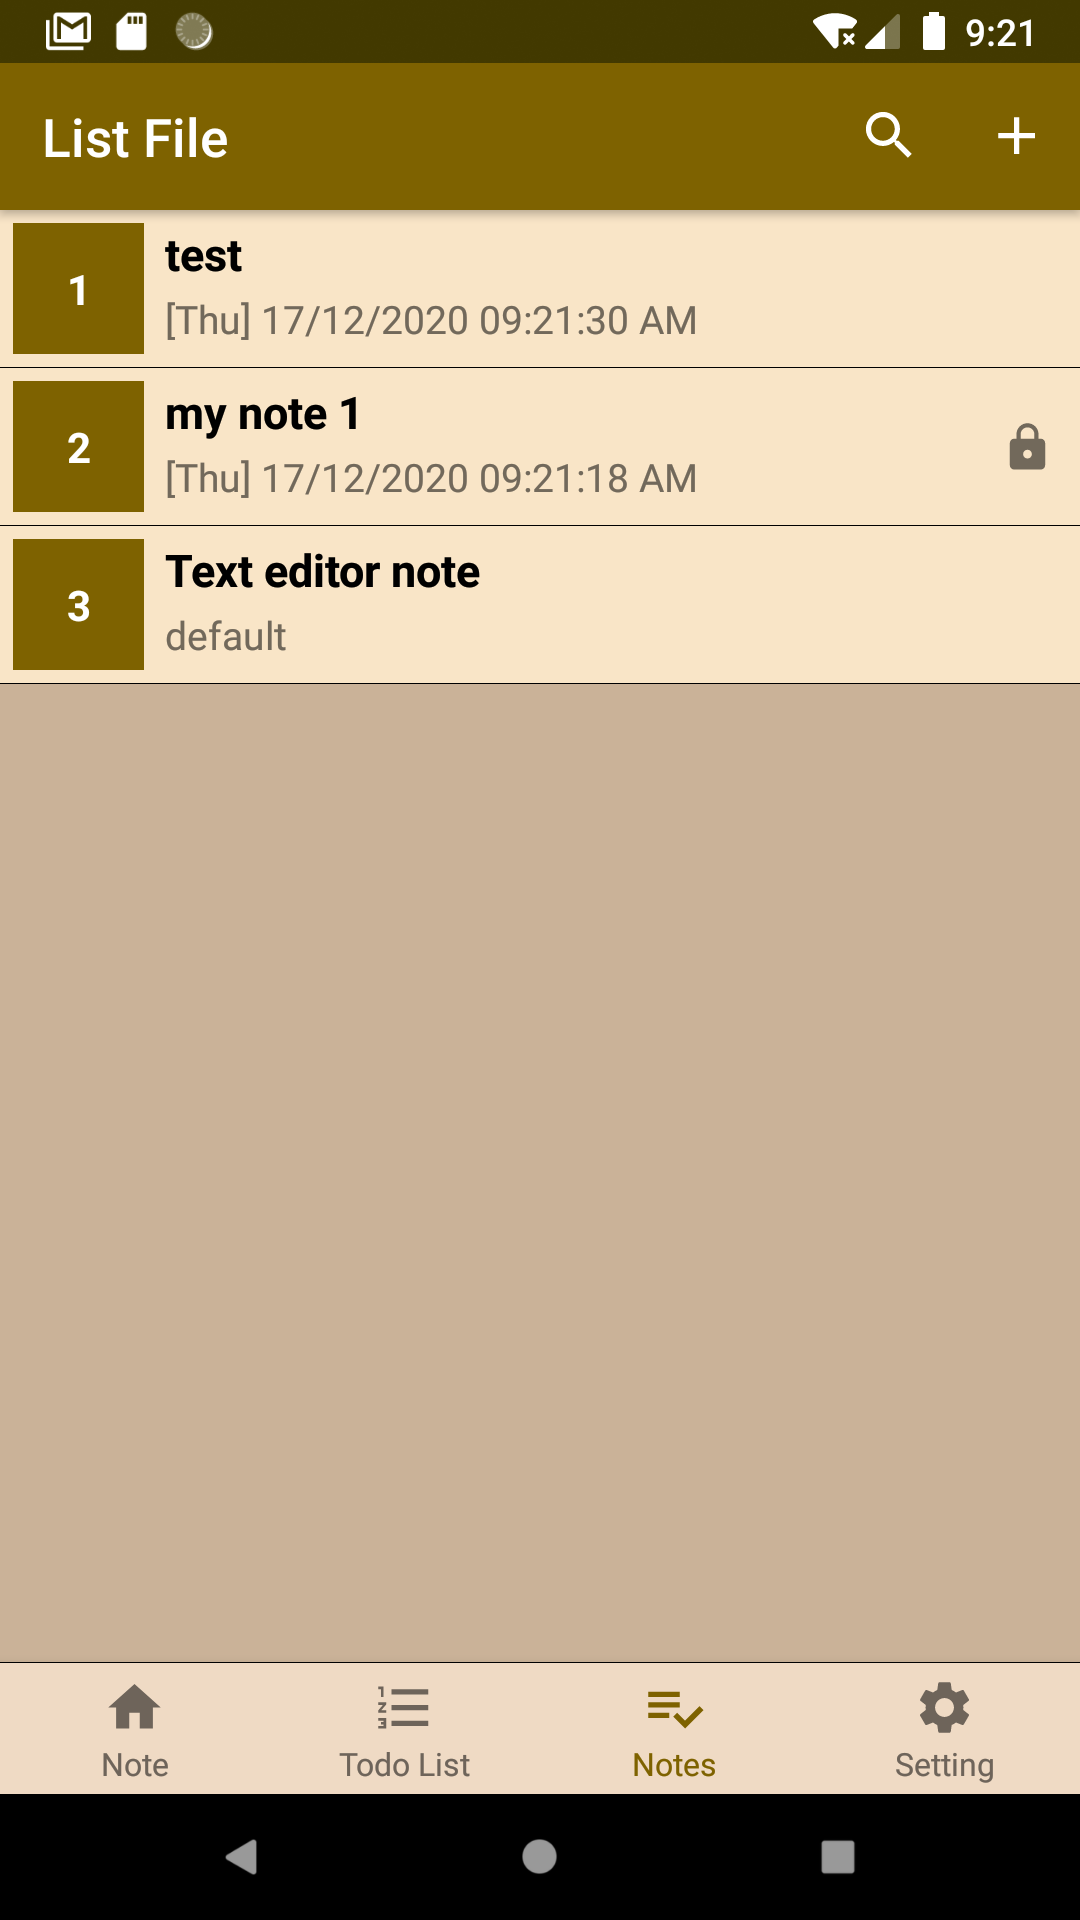 9:21
List File
1
test
[Thu] 17/12/2020 09:21:30 AM
2
my note 1
[Thu] 17/12/2020 09:21:18 AM
3
Text editor note
default
Note
Todo List
Notes
Setting